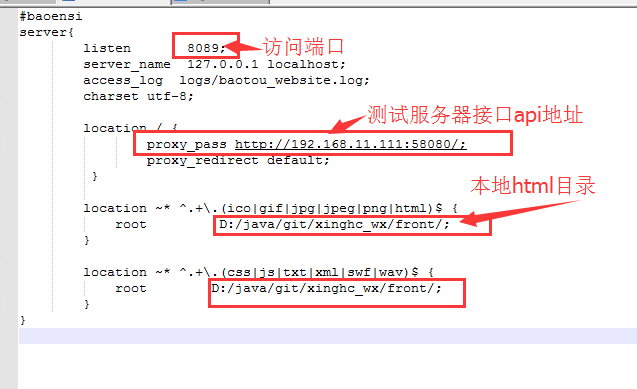 #baoensi
server{
listen 8089;
访问端口
server_name 127.0.0.1 localhost;
access_log logs/baotou_website.log;
charset utf-8;
测试服务器接口api地址
location / {
proxy_pass http://192.168.11.111:58080/;
proxy_redirect default;
}
本地html目录
location ~* ^.+\.(ico|gif|jpg|jpeg|png|html)$ {
root D:/java/git/xinghc_wx/front/;
}
location ~* ^.+\.(css|js|txt|xml|swf|wav)$ {
root D:/java/git/xinghc_wx/front/;
}
}